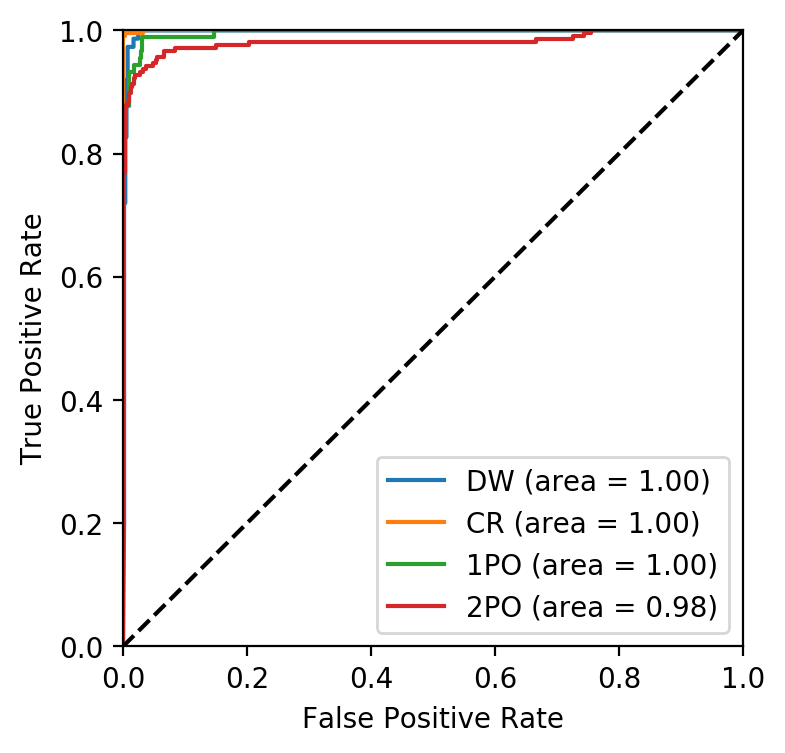 1.0
0.8
0.6
0.4
0.2
0.0
True Positive Rate
DW (area = 1.00)
CR (area = 1.00)
1PO (area = 1.00)
2PO (area = 0.98)
0.0 0.2 0.4 0.6 0.8 1.0
False Positive Rate